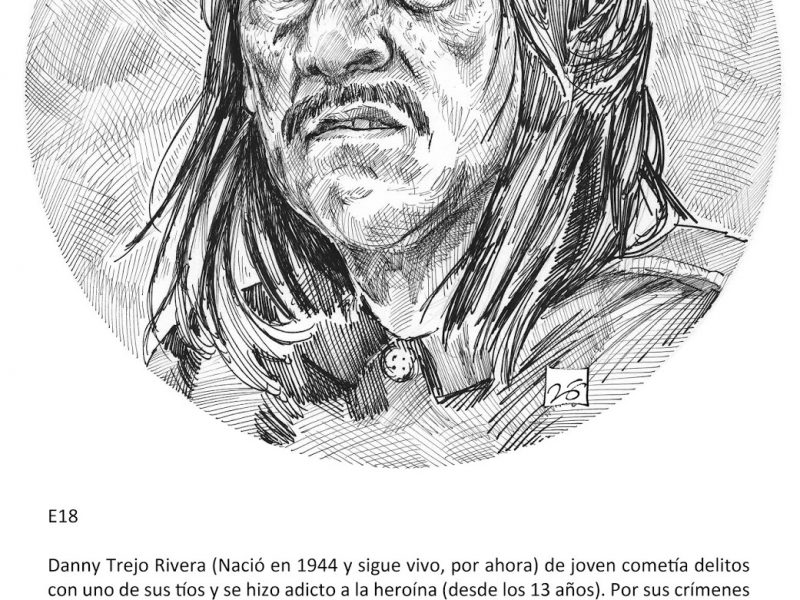 25
E18
Danny Trejo Rivera (Nació en 1944 y sigue vivo, por ahora) de joven cometía delitos
con uno de sus tíos y se hizo adicto a la heroína (desde los 13 años). Por sus crímenes